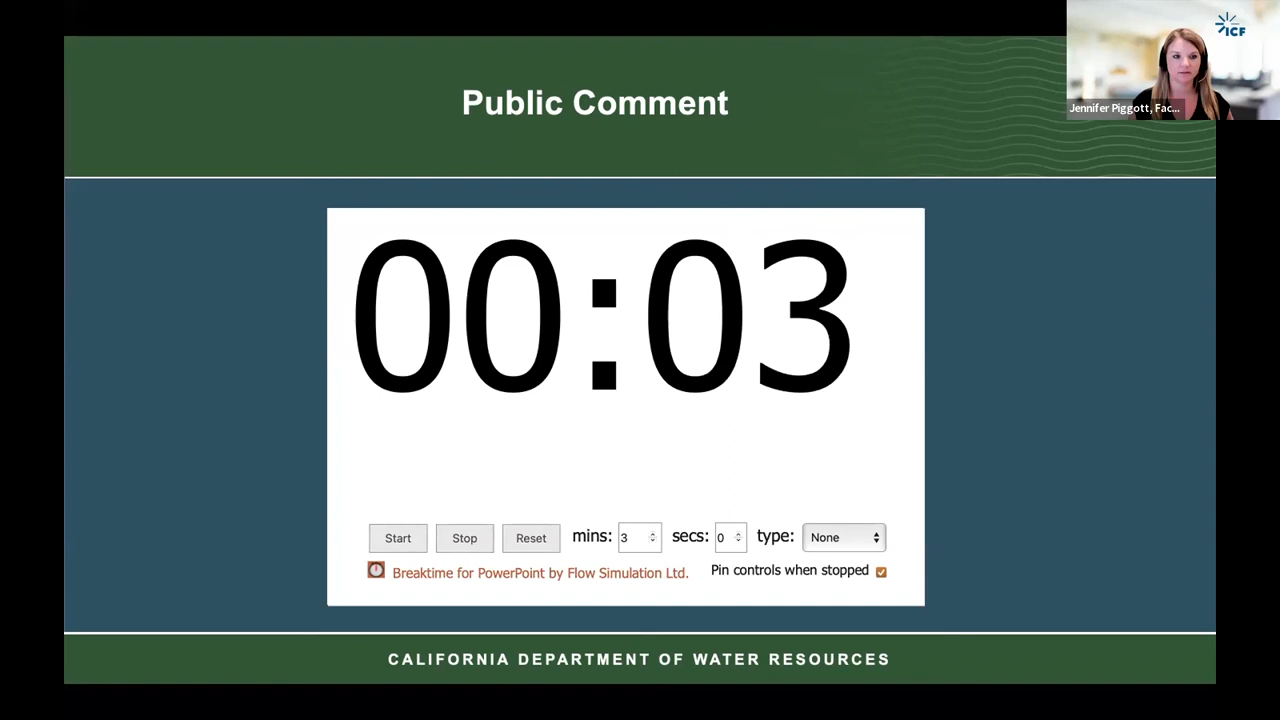 ICF
Public Comment
Jennifer Piggott, Fac...
00:03
Start Stop Reset mins: 3 secs: 0 type: None
Breaktime for PowerPoint by Flow Simulation Ltd. Pin controls when stopped
CALIFORNIA DEPARTMENT OF WATER RESOURCES